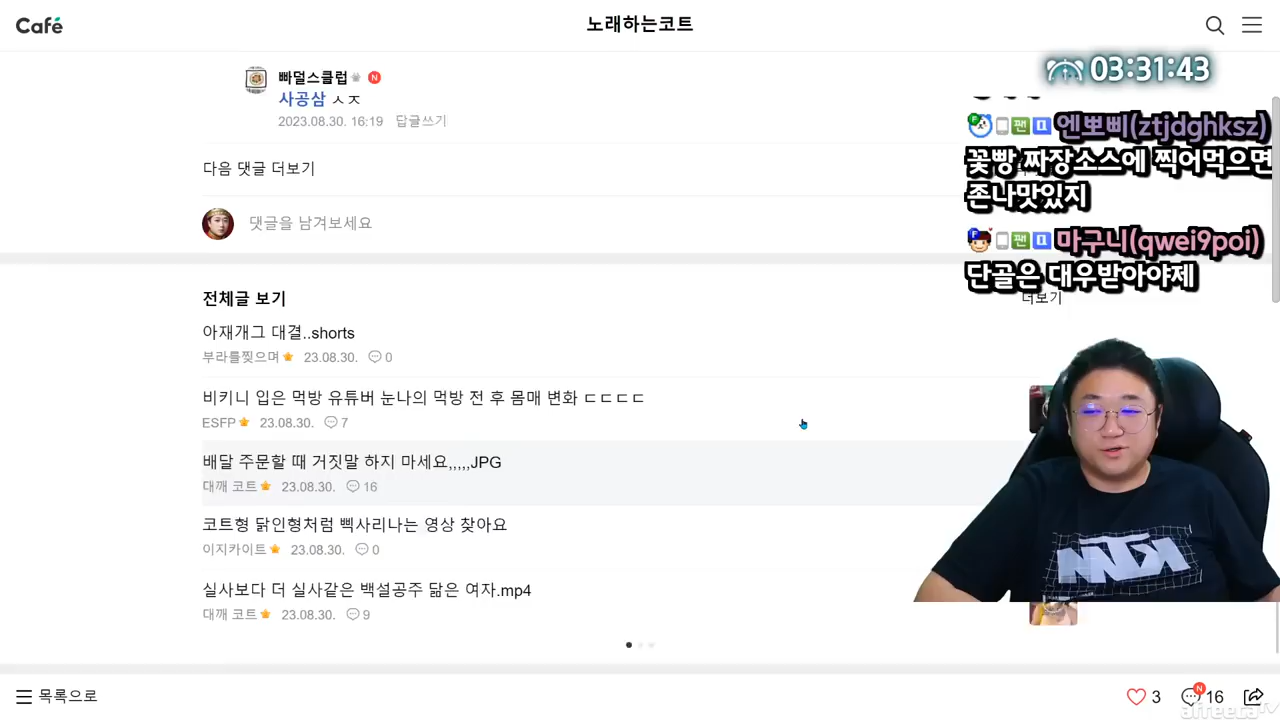 Café
노래하는코트
03:31:43
빠덜스클럽 N
사공삼 ㅅㅈ
2023.08.30. 16:19 답글쓰기
다음 댓글 더보기
댓글을 남겨보세요
팬 엔뽀삐(ztjdghksz)
꽃빵 짜장소스에 찍어먹으면
존나맛있지
팬 마구니(qwei9poi)
단골은 대우받아야제
전체글 보기
더보기
아재개그 대결..shorts
부라를찢으며 23.08.30. 0
비키니 입은 먹방 유튜버 눈나의 먹방 전 후 몸매 변화 ㄷㄷㄷㄷ
ESFP 23.08.30. 7
배달 주문할 때 거짓말 하지 마세요,,,,,JPG
대깨 코트 23.08.30. 16
코트형 닭인형처럼 삑사리나는 영상 찾아요
이지카이트 23.08.30. 0
실사보다 더 실사같은 백설공주 닮은 여자.mp4
대깨 코트 23.08.30. 9
목록으로
3
N
16
afreecaTV